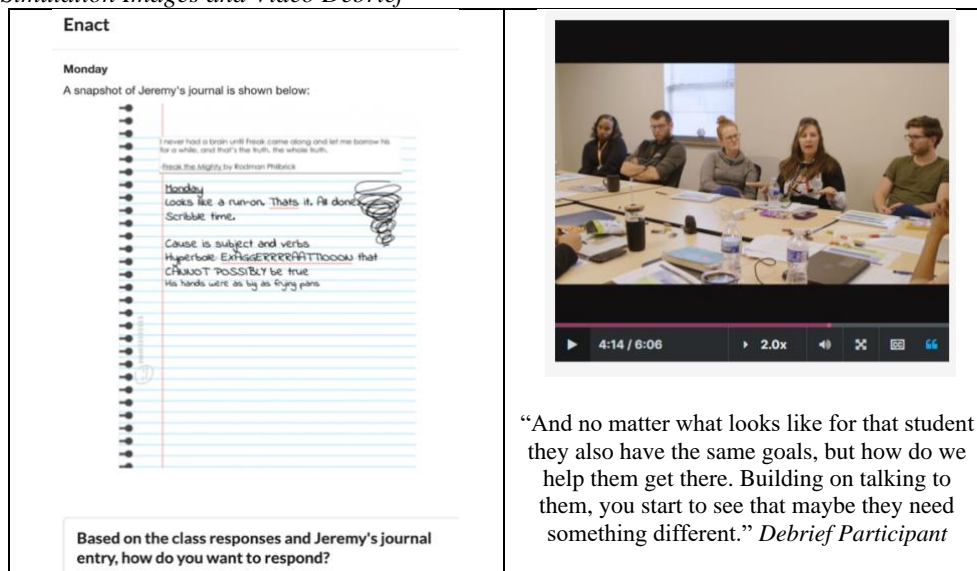 Simulation Images and Video Debrief
Enact
Monday
A snapshot of Jeremy's journal is shown below:
I never had a brain until Freak came along and let me borrow his
for a while, and that's the truth, the whole truth.
-Freak the Mighty by Rodman Philbrick
Monday
Looks like a run-on. Thats it. All done
Scribble time.
Cause is subject and verbs
Hyperbole EXAGGERRRRAATTIOOON that
CANNOT POSSIBLY be true
His hands were as big as frying pans
Based on the class responses and Jeremy's journal
entry, how do you want to respond?
4:14 / 6:06
2.0x
CC
“And no matter what looks like for that student
they also have the same goals, but how do we
help them get there. Building on talking to
them, you start to see that maybe they need
something different.” Debrief Participant